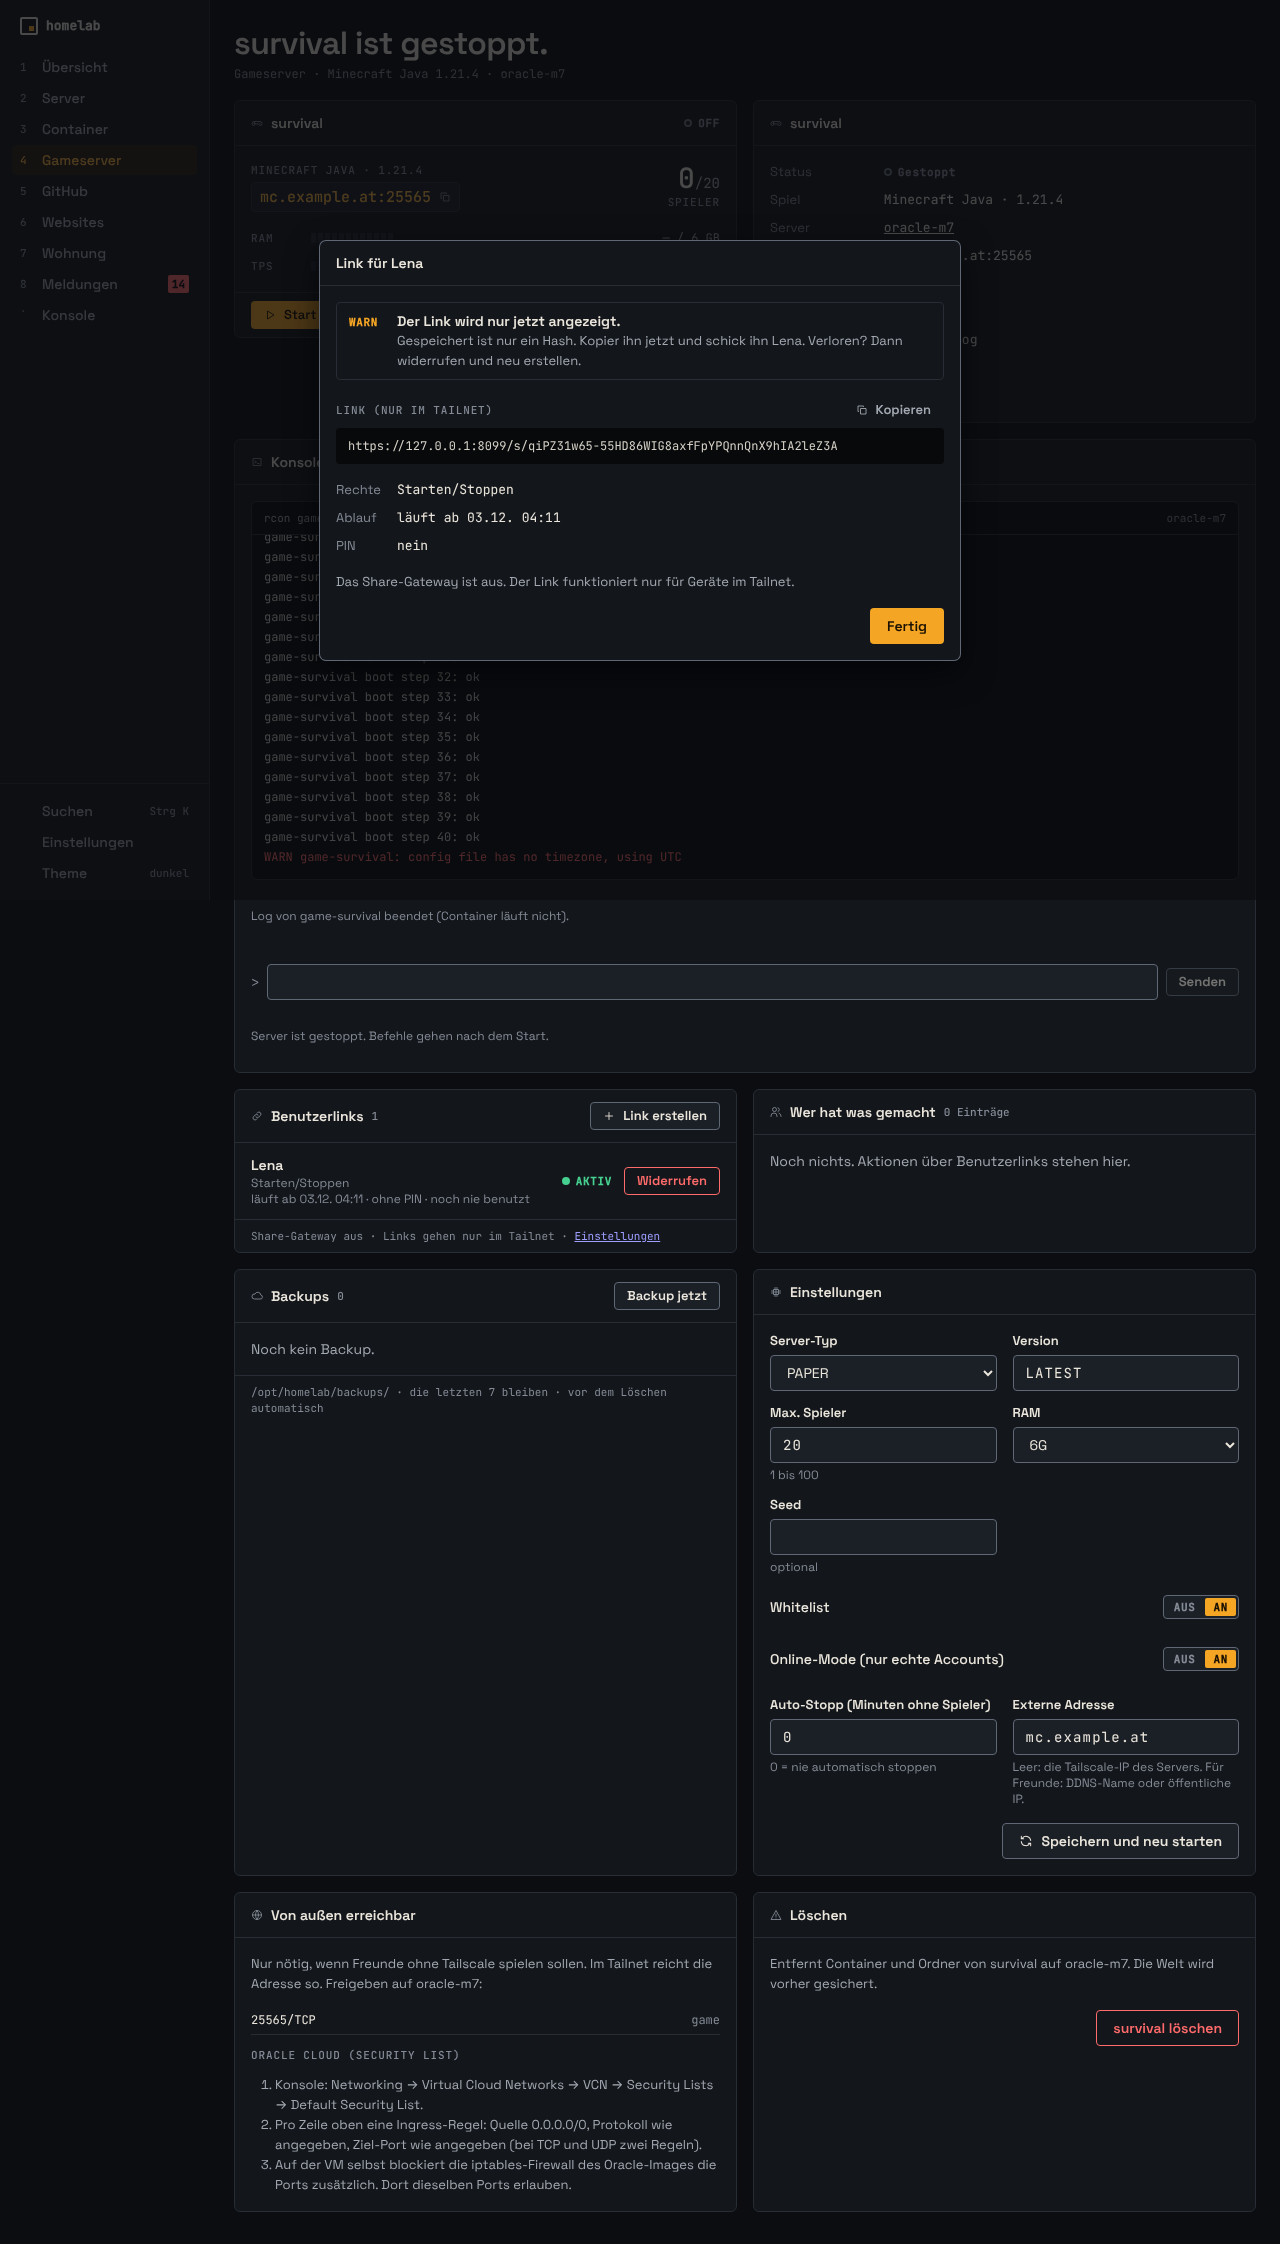 homelab
1 Übersicht
2 Server
3 Container
4 Gameserver
5 GitHub
6 Websites
7 Wohnung
8 Meldungen 14
` Konsole
Suchen Strg K
Einstellungen
Theme dunkel
survival ist gestoppt.
Gameserver · Minecraft Java 1.21.4 · oracle-m7
survival OFF
MINECRAFT JAVA · 1.21.4
mc.example.at:25565
0/20
SPIELER
RAM — / 6 GB
TPS
Start
survival
Status Gestoppt
Spiel Minecraft Java · 1.21.4
Server oracle-m7
.at:25565
og
Link für Lena
WARN Der Link wird nur jetzt angezeigt.
Gespeichert ist nur ein Hash. Kopier ihn jetzt und schick ihn Lena. Verloren? Dann
widerrufen und neu erstellen.
LINK (NUR IM TAILNET) Kopieren
https://127.0.0.1:8099/s/qiPZ31w65-55HD86WIG8axfFpYPQnnQnX9hIA2leZ3A
Rechte Starten/Stoppen
Ablauf läuft ab 03.12. 04:11
PIN nein
Das Share-Gateway ist aus. Der Link funktioniert nur für Geräte im Tailnet.
Fertig
Konsole
rcon gam oracle-m7
game-sur
game-sur
game-sur
game-sur
game-sur
game-sur
game-sur
game-survival boot step 32: ok
game-survival boot step 33: ok
game-survival boot step 34: ok
game-survival boot step 35: ok
game-survival boot step 36: ok
game-survival boot step 37: ok
game-survival boot step 38: ok
game-survival boot step 39: ok
game-survival boot step 40: ok
WARN game-survival: config file has no timezone, using UTC
Log von game-survival beendet (Container läuft nicht).
> Senden
Server ist gestoppt. Befehle gehen nach dem Start.
Benutzerlinks 1 + Link erstellen
Lena
Starten/Stoppen
läuft ab 03.12. 04:11 · ohne PIN · noch nie benutzt
AKTIV Widerrufen
Share-Gateway aus · Links gehen nur im Tailnet · Einstellungen
Wer hat was gemacht 0 Einträge
Noch nichts. Aktionen über Benutzerlinks stehen hier.
Backups 0 Backup jetzt
Noch kein Backup.
/opt/homelab/backups/ · die letzten 7 bleiben · vor dem Löschen
automatisch
Einstellungen
Server-Typ Version
PAPER LATEST
Max. Spieler RAM
20 6G
1 bis 100
Seed
optional
Whitelist AUS AN
Online-Mode (nur echte Accounts) AUS AN
Auto-Stopp (Minuten ohne Spieler) Externe Adresse
0 mc.example.at
0 = nie automatisch stoppen
Leer: die Tailscale-IP des Servers. Für
Freunde: DDNS-Name oder öffentliche
IP.
Speichern und neu starten
Von außen erreichbar
Nur nötig, wenn Freunde ohne Tailscale spielen sollen. Im Tailnet reicht die
Adresse so. Freigeben auf oracle-m7:
25565/TCP game
ORACLE CLOUD (SECURITY LIST)
1. Konsole: Networking → Virtual Cloud Networks → VCN → Security Lists
→ Default Security List.
2. Pro Zeile oben eine Ingress-Regel: Quelle 0.0.0.0/0, Protokoll wie
angegeben, Ziel-Port wie angegeben (bei TCP und UDP zwei Regeln).
3. Auf der VM selbst blockiert die iptables-Firewall des Oracle-Images die
Ports zusätzlich. Dort dieselben Ports erlauben.
Löschen
Entfernt Container und Ordner von survival auf oracle-m7. Die Welt wird
vorher gesichert.
survival löschen